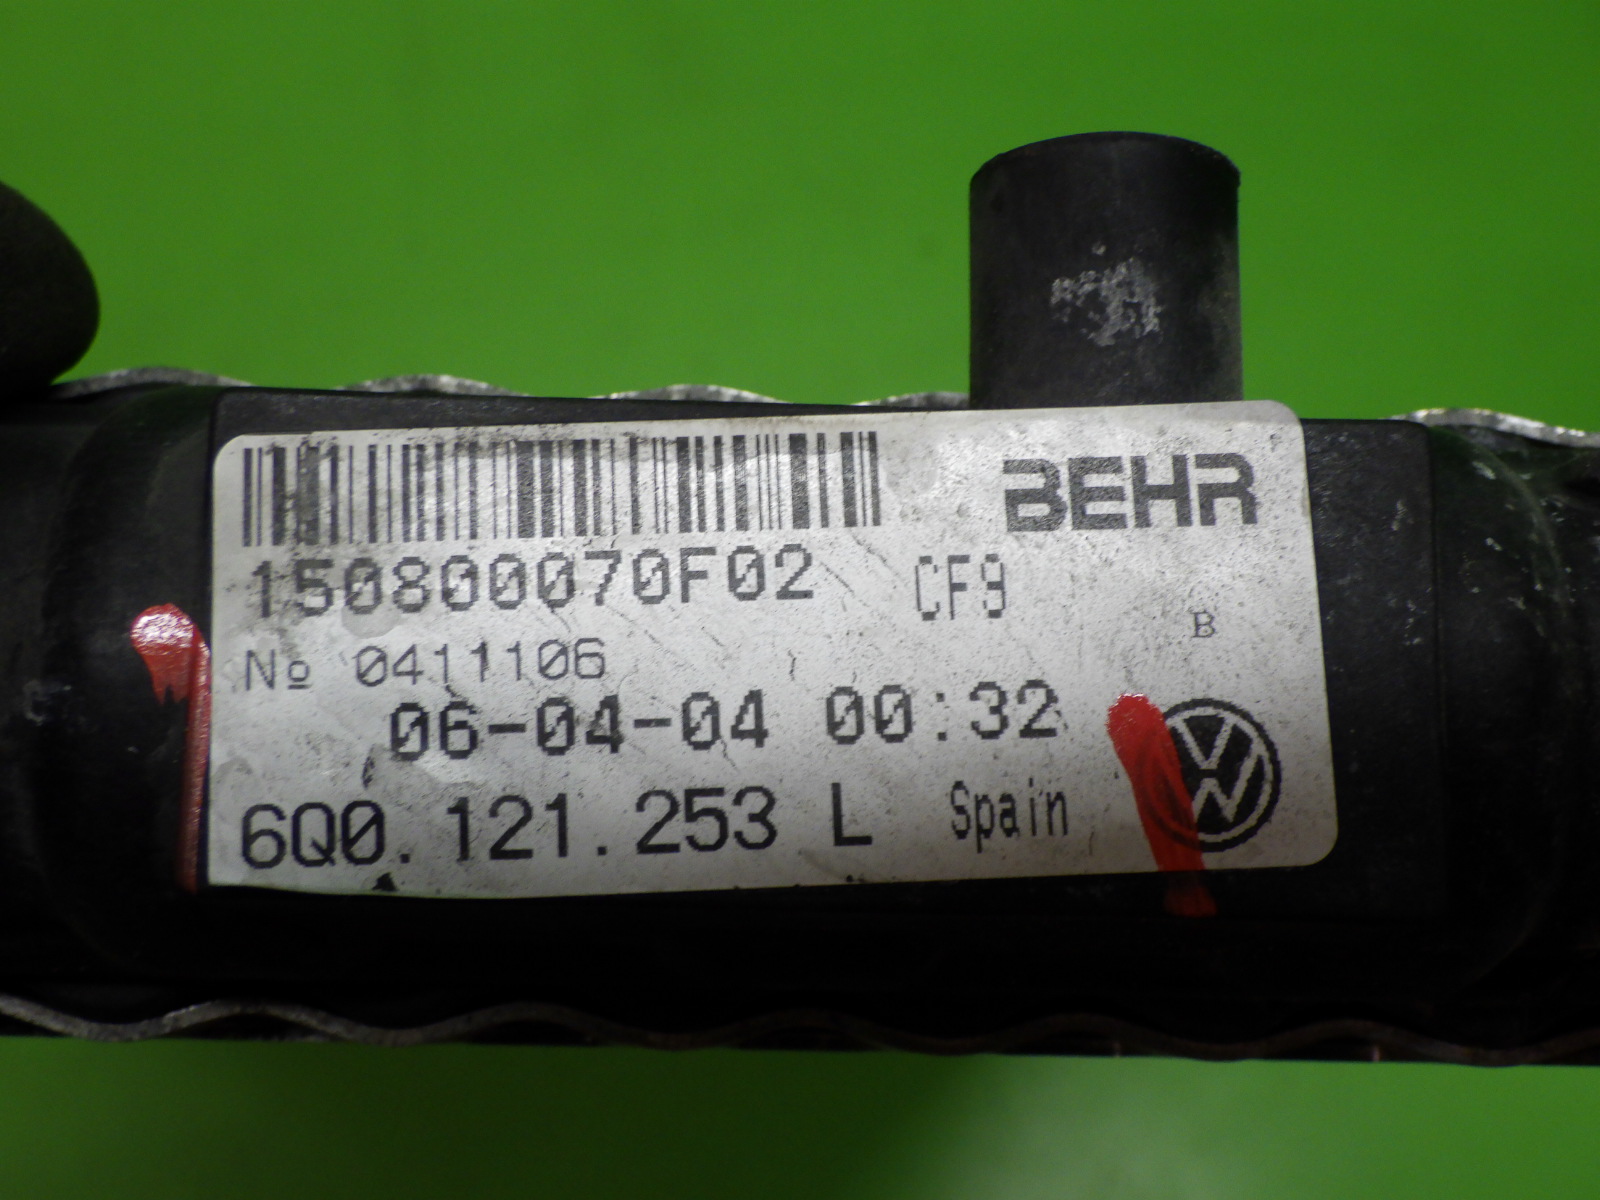 BEHR
150800070F02 CF9
B
No 0411106
06-04-04 00:32
6Q0.121.253 L Spain